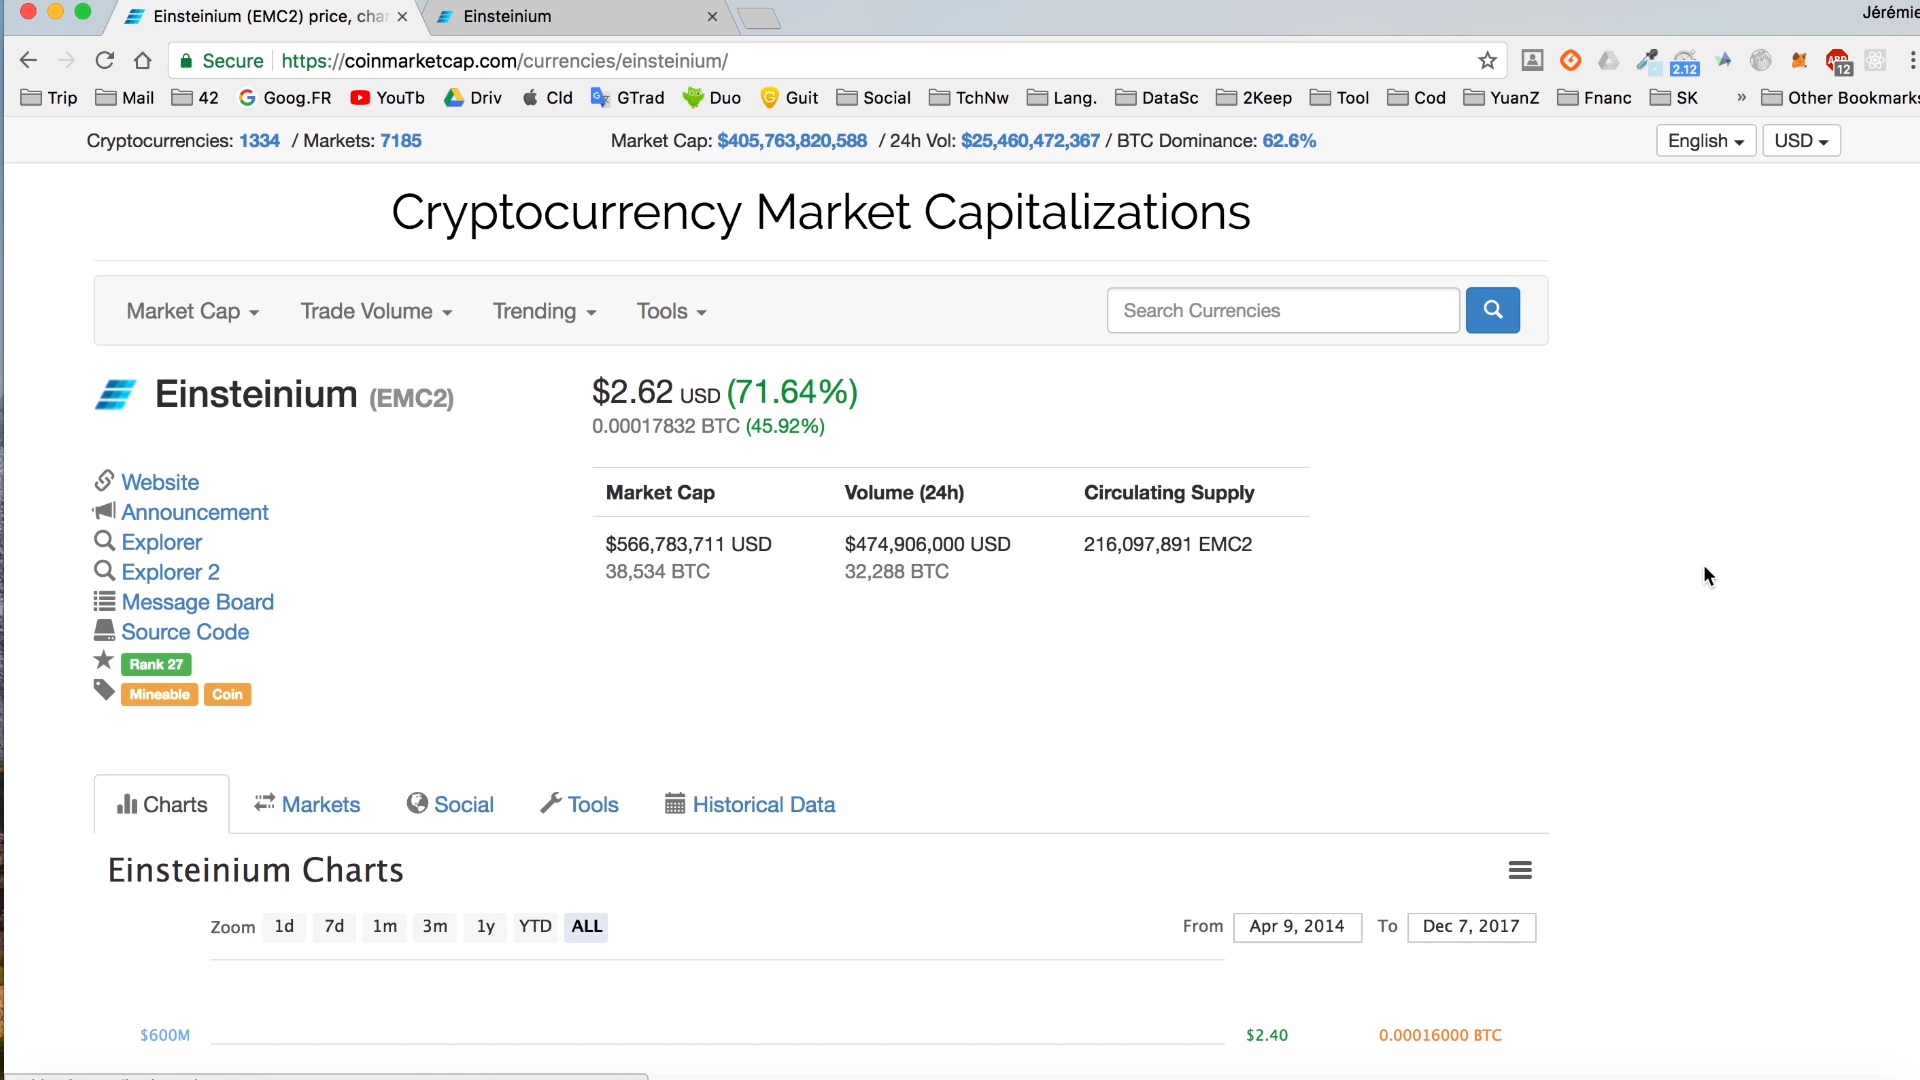 Einsteinium (EMC2) price, cha
Einsteinium
Jérémie
Secure
https://coinmarketcap.com/currencies/einsteinium/
2.12
ABP
12
Trip
Mail
42
Goog.FR
YouTb
Driv
Cld
GTrad
Duo
Guit
Social
TchNw
Lang.
DataSc
2Keep
Tool
Cod
YuanZ
Fnanc
SK
»
Other Bookmarks
Cryptocurrencies: 1334 / Markets: 7185
Market Cap: $405,763,820,588 / 24h Vol: $25,460,472,367 / BTC Dominance: 62.6%
English
USD
Cryptocurrency Market Capitalizations
Market Cap
Trade Volume
Trending
Tools
Search Currencies
Einsteinium (EMC2)
$2.62 USD (71.64%)
0.00017832 BTC (45.92%)
Website
Announcement
Explorer
Explorer 2
Message Board
Source Code
Rank 27
Mineable Coin
Market Cap Volume (24h) Circulating Supply
$566,783,711 USD $474,906,000 USD 216,097,891 EMC2
38,534 BTC 32,288 BTC
Charts
Markets
Social
Tools
Historical Data
Einsteinium Charts
Zoom 1d 7d 1m 3m 1y YTD ALL
From Apr 9, 2014 To Dec 7, 2017
$600M
$2.40
0.00016000 BTC